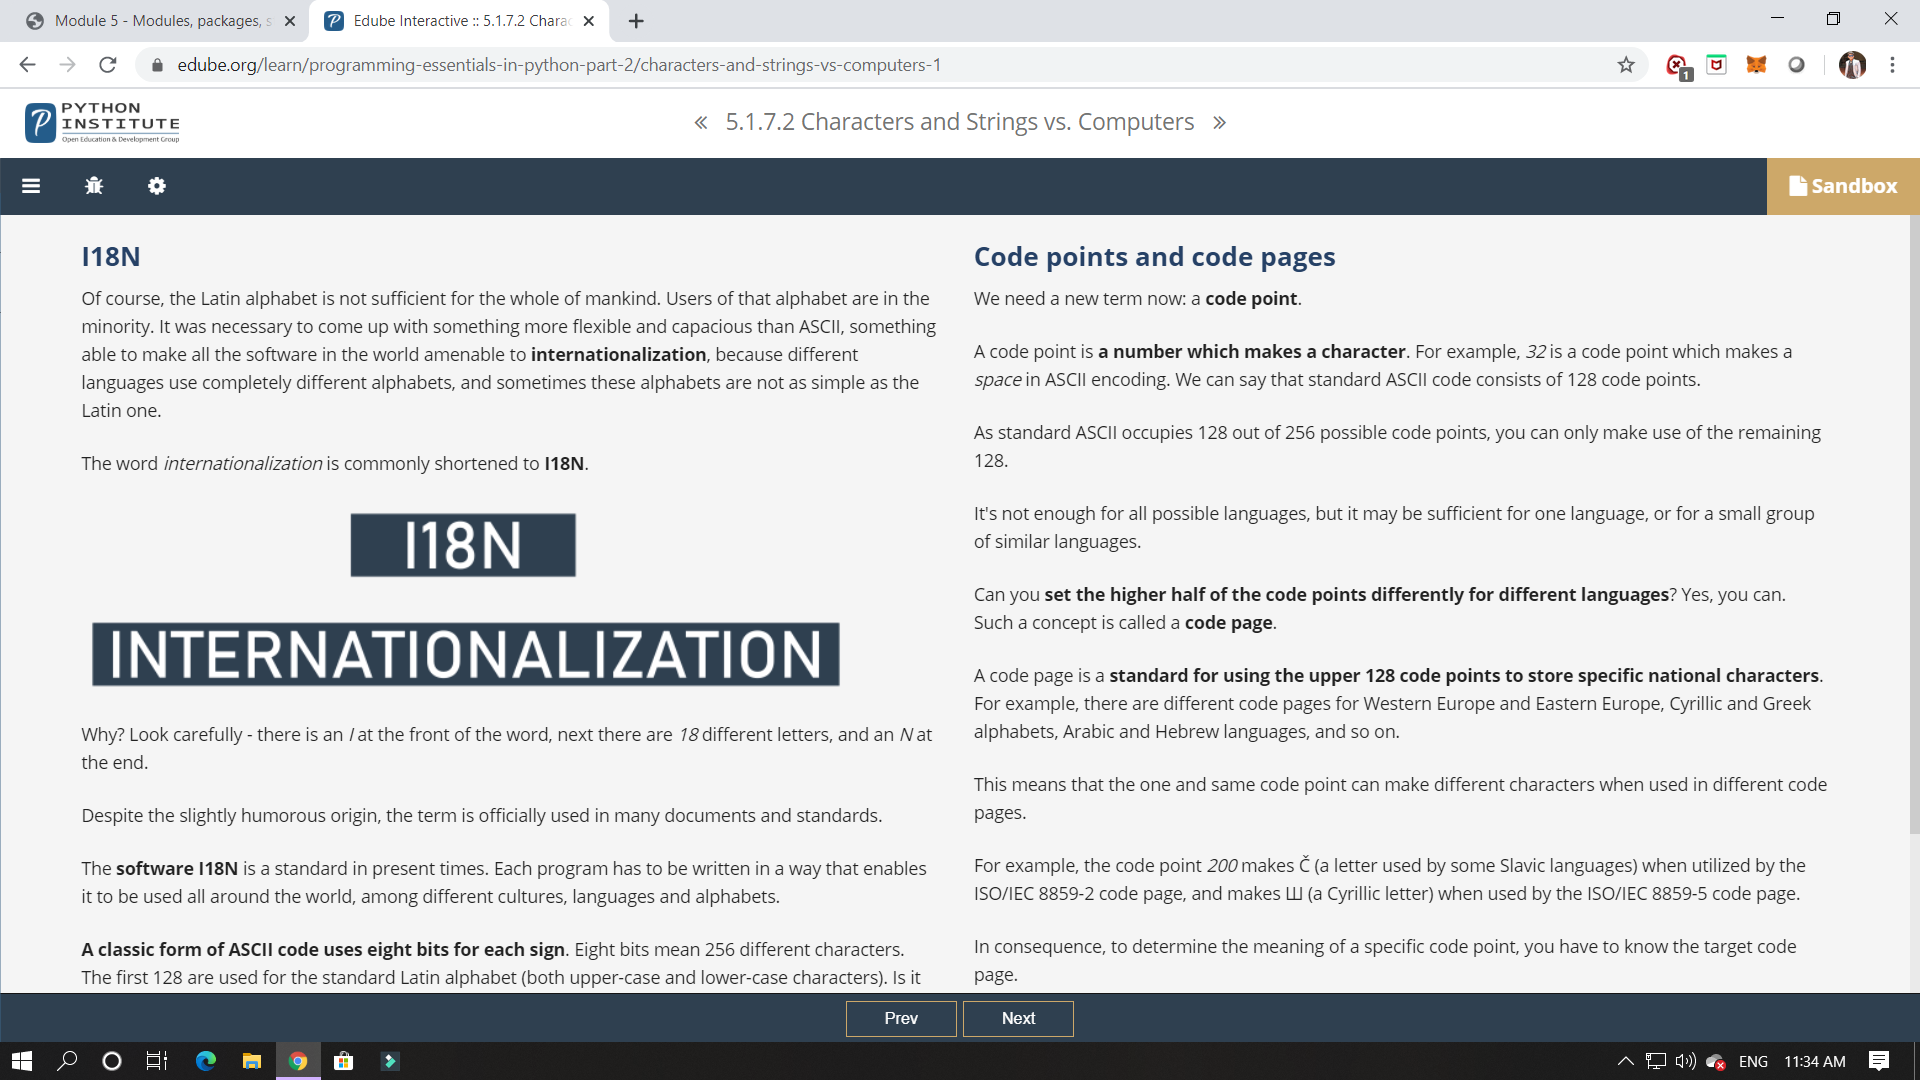 Module 5 - Modules, packages, s
Edube Interactive :: 5.1.7.2 Charac
edube.org/learn/programming-essentials-in-python-part-2/characters-and-strings-vs-computers-1
1
PYTHON
INSTITUTE
Open Education & Development Group
« 5.1.7.2 Characters and Strings vs. Computers »
Sandbox
I18N
Of course, the Latin alphabet is not sufficient for the whole of mankind. Users of that alphabet are in the
minority. It was necessary to come up with something more flexible and capacious than ASCII, something
able to make all the software in the world amenable to internationalization, because different
languages use completely different alphabets, and sometimes these alphabets are not as simple as the
Latin one.
The word internationalization is commonly shortened to I18N.
I18N
INTERNATIONALIZATION
Why? Look carefully - there is an I at the front of the word, next there are 18 different letters, and an N at
the end.
Despite the slightly humorous origin, the term is officially used in many documents and standards.
The software I18N is a standard in present times. Each program has to be written in a way that enables
it to be used all around the world, among different cultures, languages and alphabets.
A classic form of ASCII code uses eight bits for each sign. Eight bits mean 256 different characters.
The first 128 are used for the standard Latin alphabet (both upper-case and lower-case characters). Is it
Code points and code pages
We need a new term now: a code point.
A code point is a number which makes a character. For example, 32 is a code point which makes a
space in ASCII encoding. We can say that standard ASCII code consists of 128 code points.
As standard ASCII occupies 128 out of 256 possible code points, you can only make use of the remaining
128.
It's not enough for all possible languages, but it may be sufficient for one language, or for a small group
of similar languages.
Can you set the higher half of the code points differently for different languages? Yes, you can.
Such a concept is called a code page.
A code page is a standard for using the upper 128 code points to store specific national characters.
For example, there are different code pages for Western Europe and Eastern Europe, Cyrillic and Greek
alphabets, Arabic and Hebrew languages, and so on.
This means that the one and same code point can make different characters when used in different code
pages.
For example, the code point 200 makes Č (a letter used by some Slavic languages) when utilized by the
ISO/IEC 8859-2 code page, and makes Ш (a Cyrillic letter) when used by the ISO/IEC 8859-5 code page.
In consequence, to determine the meaning of a specific code point, you have to know the target code
page.
Prev
Next
ENG
11:34 AM